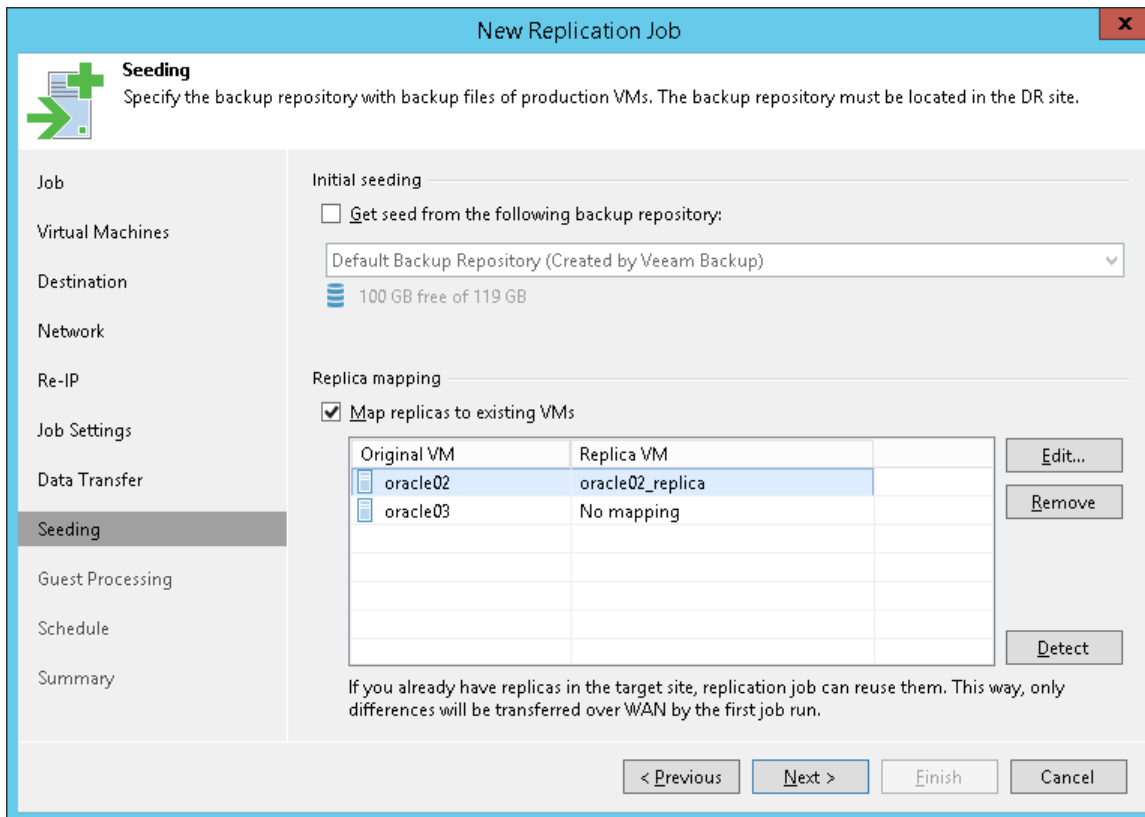 New Replication Job
x
Seeding
Specify the backup repository with backup files of production VMs. The backup repository must be located in the DR site.
Job
Virtual Machines
Destination
Network
Re-IP
Job Settings
Data Transfer
Seeding
Guest Processing
Schedule
Summary
Initial seeding
Get seed from the following backup repository:
Default Backup Repository (Created by Veeam Backup)
100 GB free of 119 GB
Replica mapping
Map replicas to existing VMs
Original VM Replica VM
oracle02 oracle02_replica
oracle03 No mapping
Edit...
Remove
Detect
If you already have replicas in the target site, replication job can reuse them. This way, only
differences will be transferred over WAN by the first job run.
< Previous Next > Finish Cancel